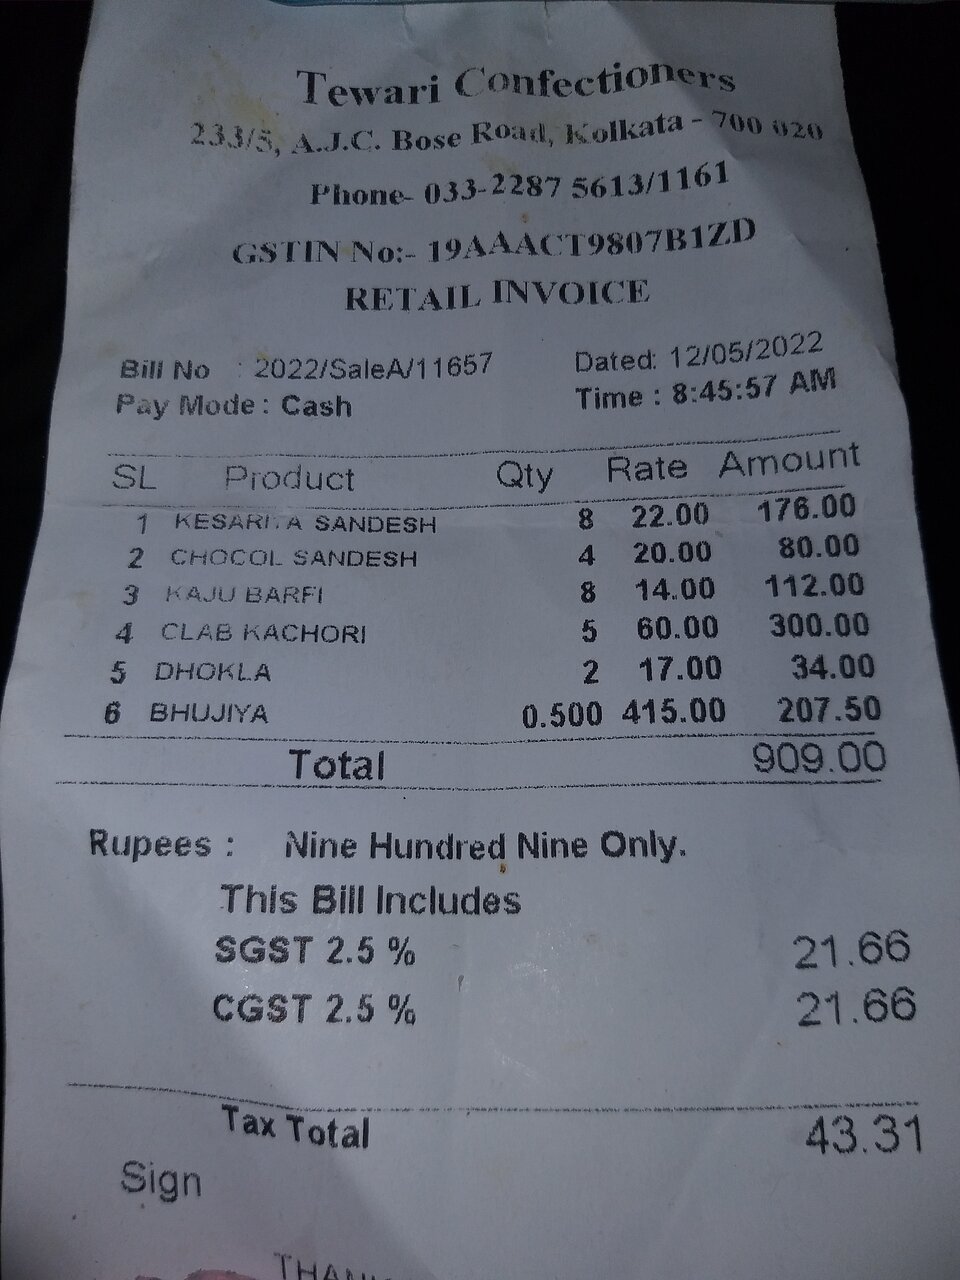 Tewari Confectioners
233/5, A.J.C. Bose Road, Kolkata - 700 020
Phone- 033-2287 5613/1161
GSTIN No:- 19AAACT9807B1ZD
RETAIL INVOICE
Bill No : 2022/SaleA/11657 Dated: 12/05/2022
Pay Mode : Cash Time : 8:45:57 AM
SL Product Qty Rate Amount
1 KESARIYA SANDESH 8 22.00 176.00
2 CHOCOL SANDESH 4 20.00 80.00
3 KAJU BARFI 8 14.00 112.00
4 CLAB KACHORI 5 60.00 300.00
5 DHOKLA 2 17.00 34.00
6 BHUJIYA 0.500 415.00 207.50
Total 909.00
Rupees : Nine Hundred Nine Only.
This Bill Includes
SGST 2.5 % 21.66
CGST 2.5 % 21.66
Tax Total 43.31
Sign